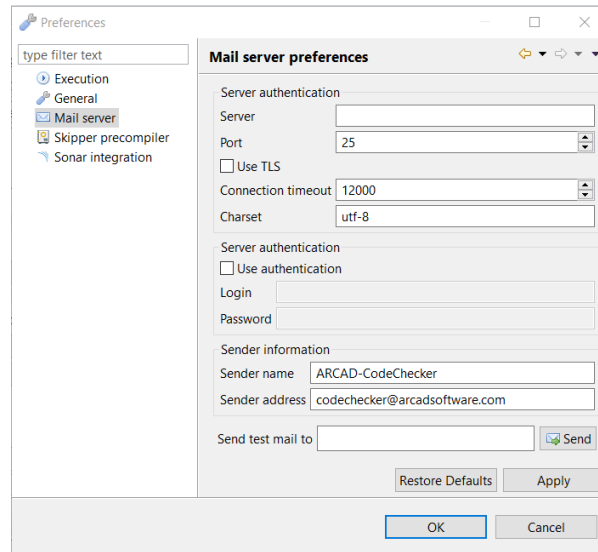 Preferences
type filter text
Execution
General
Mail server
Skipper precompiler
Sonar integration
Mail server preferences
Server authentication
Server
Port 25
Use TLS
Connection timeout 12000
Charset utf-8
Server authentication
Use authentication
Login
Password
Sender information
Sender name ARCAD-CodeChecker
Sender address codechecker@arcadsoftware.com
Send test mail to Send
Restore Defaults Apply
OK Cancel